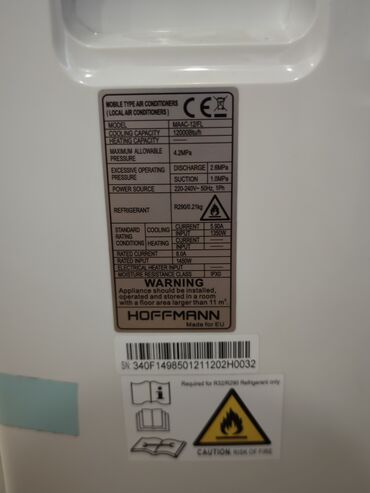 MOBILE TYPE AIR CONDITIONERS
( LOCAL AIR CONDITIONERS )
CE
MODEL MAAC-12/FL
COOLING CAPACITY 12000Btu/h
HEATING CAPACITY ——
MAXIMUM ALLOWABLE PRESSURE 4.2MPa
EXCESSIVE OPERATING PRESSURE DISCHARGE 2.6MPa
SUCTION 1.0MPa
POWER SOURCE 220-240V~ 50Hz, 1Ph
REFRIGERANT R290/0.21kg
STANDARD RATING CONDITIONS COOLING CURRENT 5.90A
INPUT 1350W
HEATING CURRENT ——
INPUT ——
RATED CURRENT 8.0A
RATED INPUT 1450W
ELECTRICAL HEATER INPUT ——
MOISTURE RESISTANCE CLASS IPX0
WARNING
Appliance should be installed,
operated and stored in a room
with a floor area larger than 11 m².
HOFFMANN
Made for EU
SN: 340F1498501211202H0032
Required for R32/R290 Refrigerant only
CAUTION: RISK OF FIRE